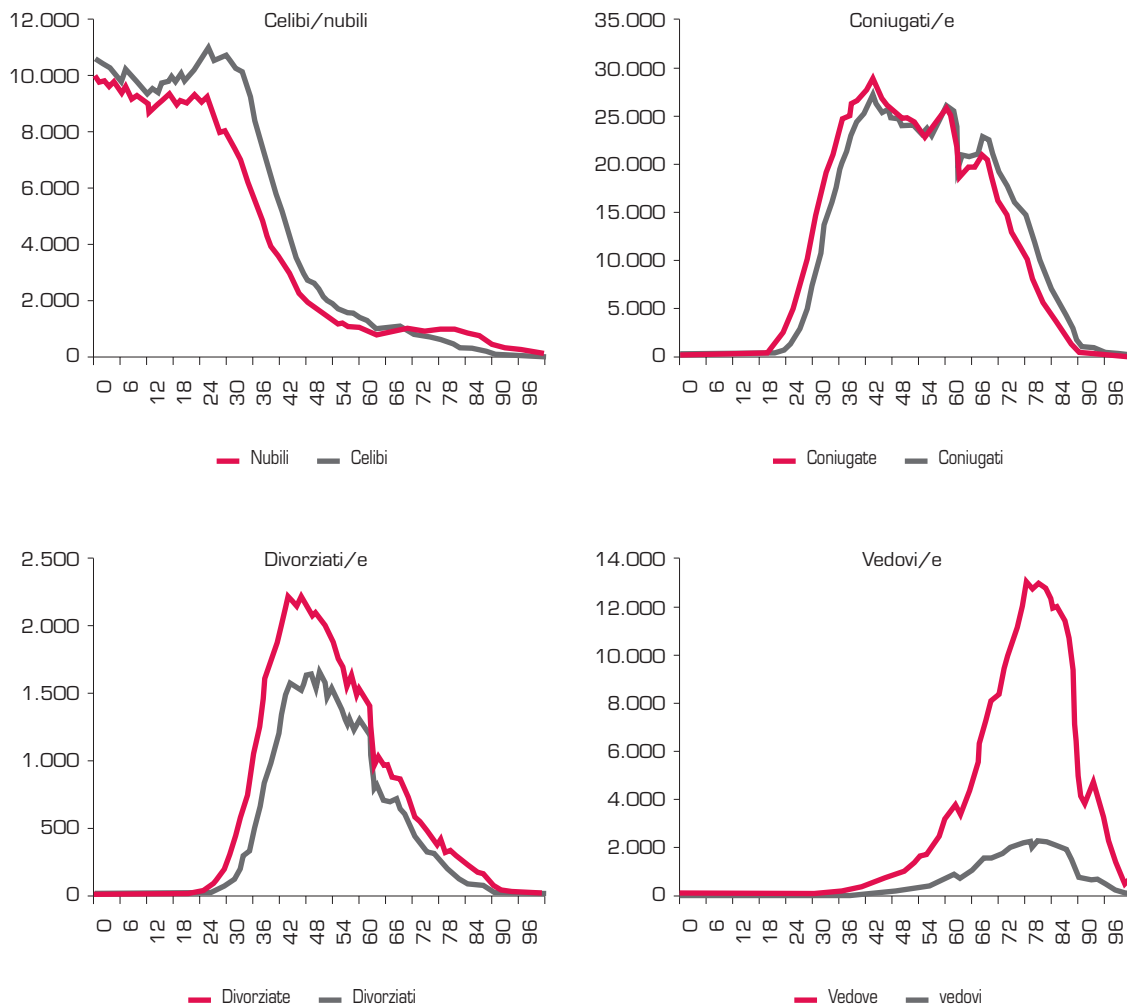 Celibi/nubili
12.000
10.000
8.000
6.000
4.000
2.000
0
0 6 12 18 24 30 36 42 48 54 60 66 72 78 84 90 96
Nubili Celibi
Coniugati/e
35.000
30.000
25.000
20.000
15.000
10.000
5.000
0
0 6 12 18 24 30 36 42 48 54 60 66 72 78 84 90 96
Coniugate Coniugati
Divorziati/e
2.500
2.000
1.500
1.000
500
0
0 6 12 18 24 30 36 42 48 54 60 66 72 78 84 90 96
Divorziate Divorziati
Vedovi/e
14.000
12.000
10.000
8.000
6.000
4.000
2.000
0
0 6 12 18 24 30 36 42 48 54 60 66 72 78 84 90 96
Vedove vedovi